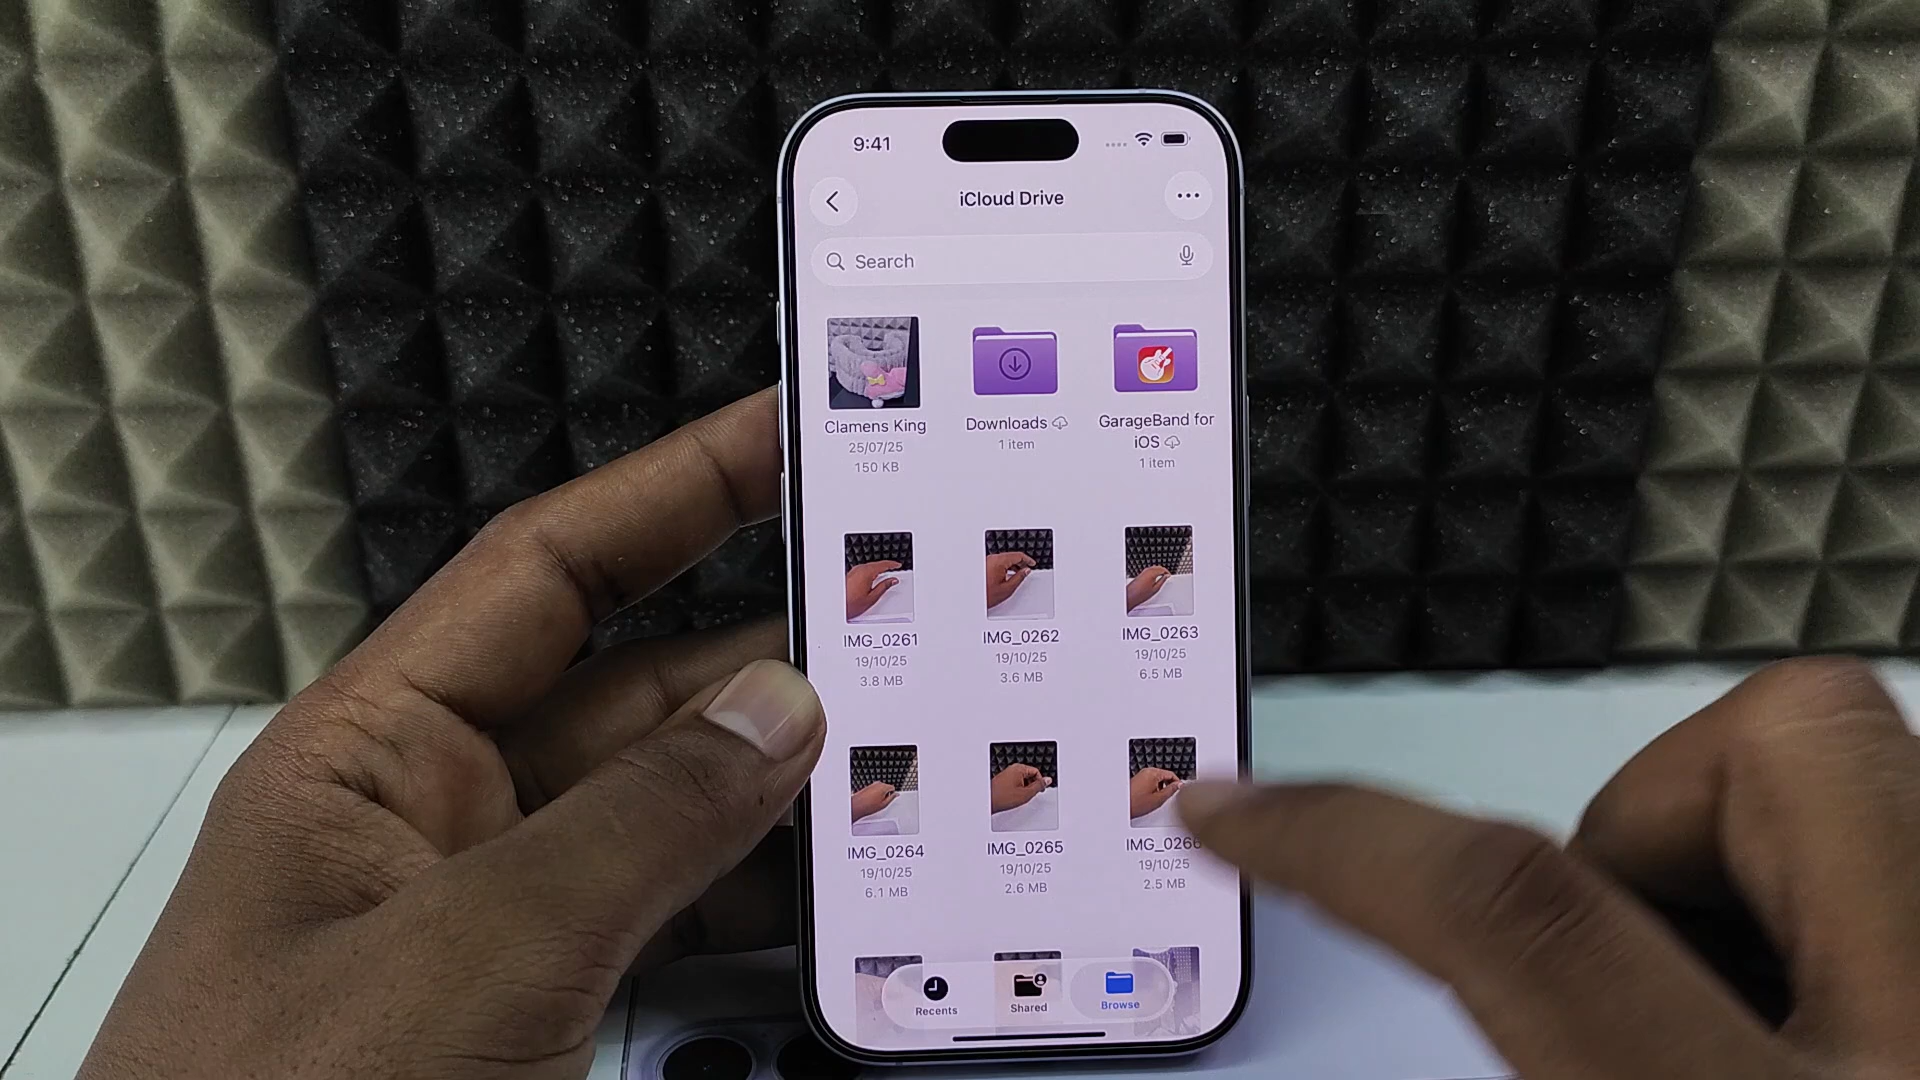 9:41
iCloud Drive
Search
Clamens King
25/07/25
150 KB
Downloads
1 item
GarageBand for
iOS
1 item
IMG_0261
19/10/25
3.8 MB
IMG_0262
19/10/25
3.6 MB
IMG_0263
19/10/25
6.5 MB
IMG_0264
19/10/25
6.1 MB
IMG_0265
19/10/25
2.6 MB
IMG_0266
19/10/25
2.5 MB
Recents
Shared
Browse